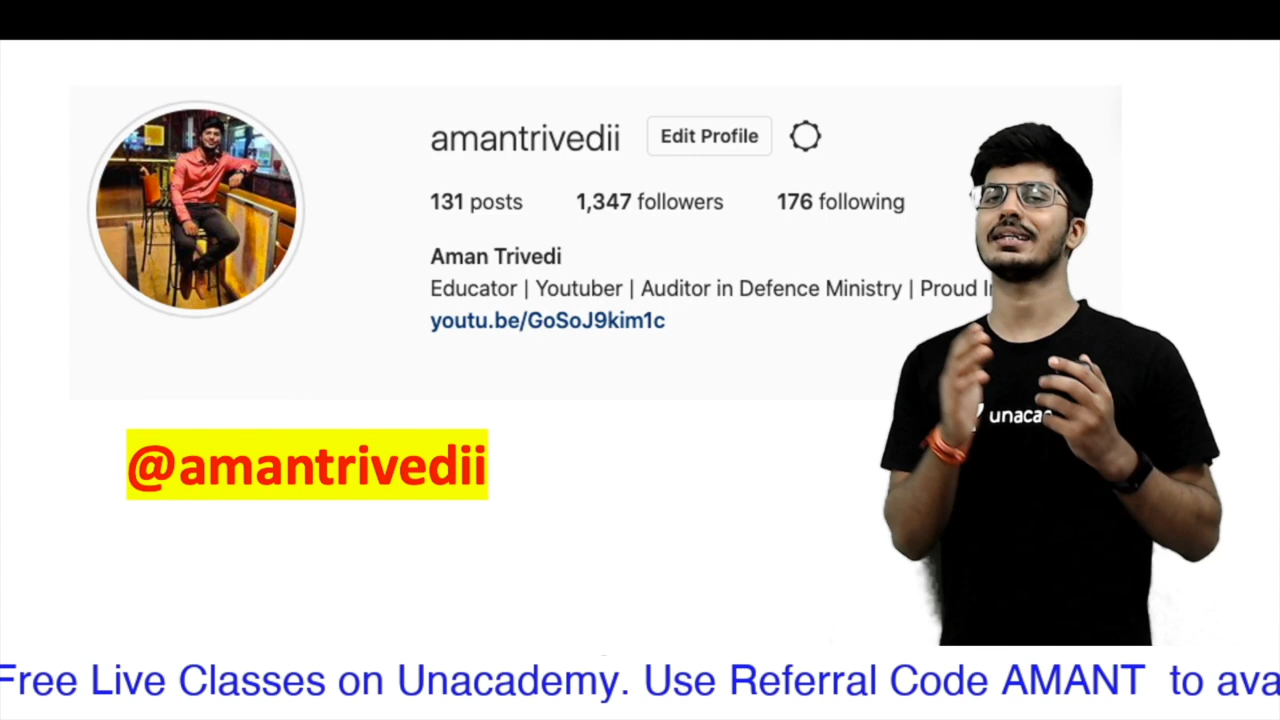 amantrivedii Edit Profile
131 posts 1,347 followers 176 following
Aman Trivedi
Educator | Youtuber | Auditor in Defence Ministry | Proud
youtu.be/GoSoJ9kim1c
unaca
@amantrivedii
Free Live Classes on Unacademy. Use Referral Code AMANT to